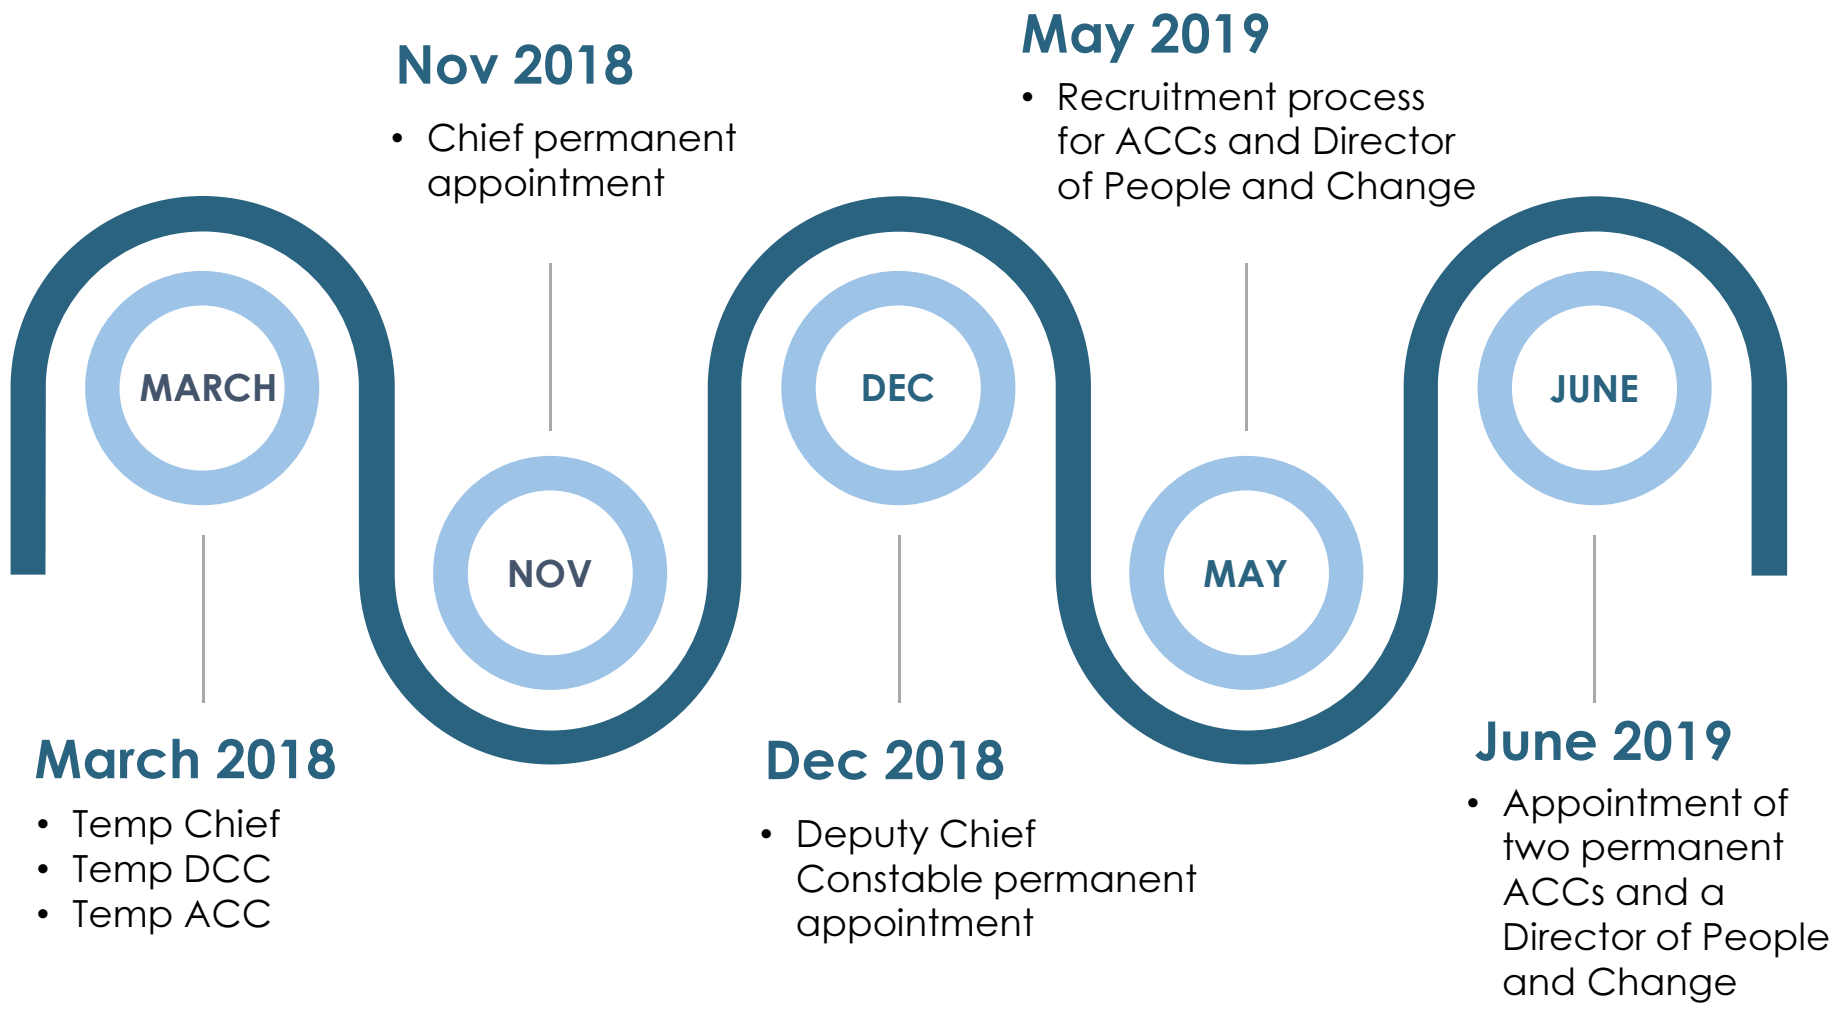 Nov 2018
• Chief permanent
appointment
May 2019
• Recruitment process
for ACCs and Director
of People and Change
MARCH
NOV
DEC
MAY
JUNE
March 2018
• Temp Chief
• Temp DCC
• Temp ACC
Dec 2018
• Deputy Chief
Constable permanent
appointment
June 2019
• Appointment of
two permanent
ACCs and a
Director of People
and Change